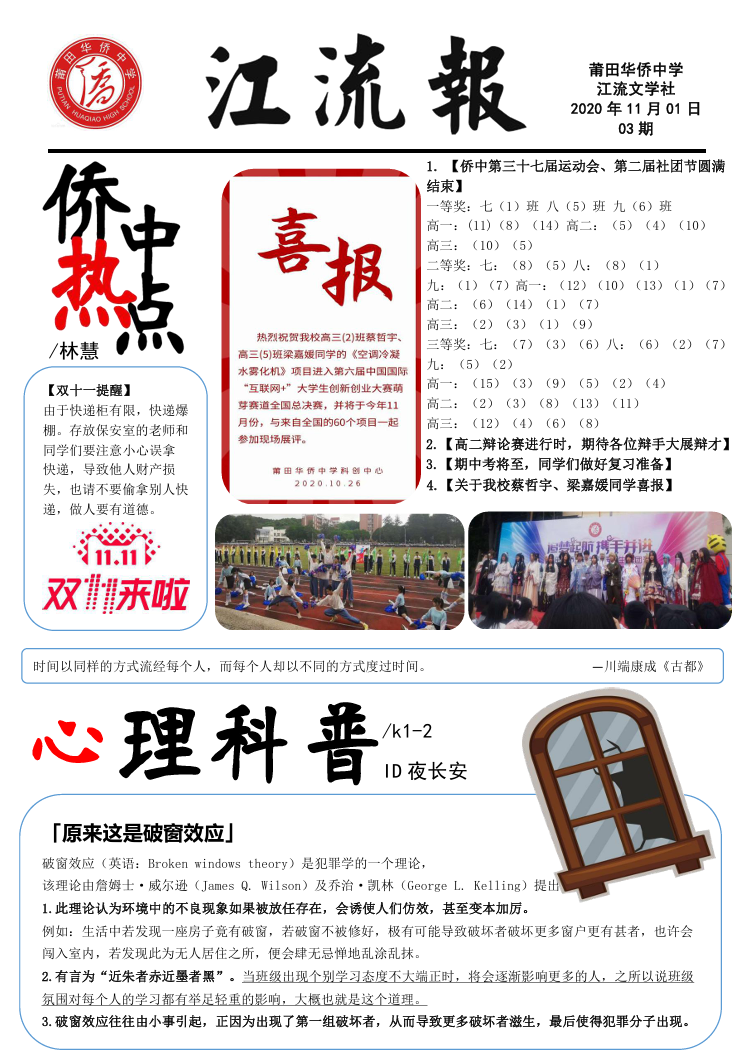 莆田华侨中学
PUTIAN HUAQIAO HIGH SCHOOL
侨
江流報
莆田华侨中学
江流文学社
2020 年 11 月 01 日
03 期
侨中
热点
/林慧
【双十一提醒】
由于快递柜有限，快递爆
棚。存放保安室的老师和
同学们要注意小心误拿
快递，导致他人财产损
失，也请不要偷拿别人快
递，做人要有道德。
11.11
双11来啦
喜报
热烈祝贺我校高三(2)班蔡哲宇、
高三(5)班梁嘉媛同学的《空调冷凝
水雾化机》项目进入第六届中国国际
“互联网+”大学生创新创业大赛萌
芽赛道全国总决赛，并将于今年11
月份，与来自全国的60个项目一起
参加现场展评。
莆田华侨中学科创中心
2020.10.26
1. 【侨中第三十七届运动会、第二届社团节圆满
结束】
一等奖：七（1）班 八（5）班 九（6）班
高一：(11)（8）（14）高二：（5）（4）（10）
高三：（10）（5）
二等奖：七：（8）（5）八：（8）（1）
九：（1）（7）高一：（12）（10）（13）（1）（7）
高二：（6）（14）（1）（7）
高三：（2）（3）（1）（9）
三等奖：七：（7）（3）（6）八：（6）（2）（7）
九：（5）（2）
高一：（15）（3）（9）（5）（2）（4）
高二：（2）（3）（8）（13）（11）
高三：（12）（4）（6）（8）
2.【高二辩论赛进行时，期待各位辩手大展辩才】
3.【期中考将至，同学们做好复习准备】
4.【关于我校蔡哲宇、梁嘉媛同学喜报】
携手并进
时间以同样的方式流经每个人，而每个人却以不同的方式度过时间。 —川端康成《古都》
心理科普
/k1-2
ID 夜长安
「原来这是破窗效应」
破窗效应（英语：Broken windows theory）是犯罪学的一个理论，
该理论由詹姆士·威尔逊（James Q. Wilson）及乔治·凯林（George L. Kelling）提出
1.此理论认为环境中的不良现象如果被放任存在，会诱使人们仿效，甚至变本加厉。
例如：生活中若发现一座房子竟有破窗，若破窗不被修好，极有可能导致破坏者破坏更多窗户更有甚者，也许会
闯入室内，若发现此为无人居住之所，便会肆无忌惮地乱涂乱抹。
2.有言为“近朱者赤近墨者黑”。当班级出现个别学习态度不大端正时，将会逐渐影响更多的人，之所以说班级
氛围对每个人的学习都有举足轻重的影响，大概也就是这个道理。
3.破窗效应往往由小事引起，正因为出现了第一组破坏者，从而导致更多破坏者滋生，最后使得犯罪分子出现。